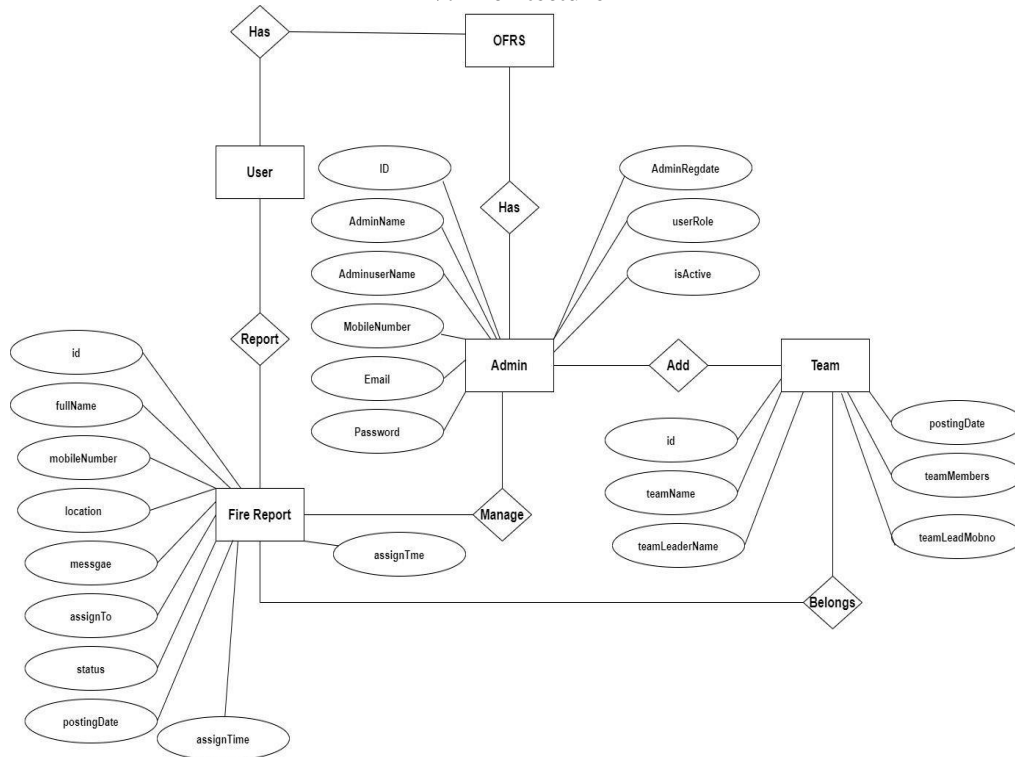 Has
OFRS
User
ID
AdminRegdate
AdminName
Has
userRole
AdminuserName
isActive
MobileNumber
Report
id
Admin
Add
Team
Email
fullName
postingDate
Password
id
mobileNumber
teamMembers
teamName
location
Fire Report
Manage
teamLeaderName
teamLeadMobno
assignTme
messgae
assignTo
Belongs
status
postingDate
assignTime